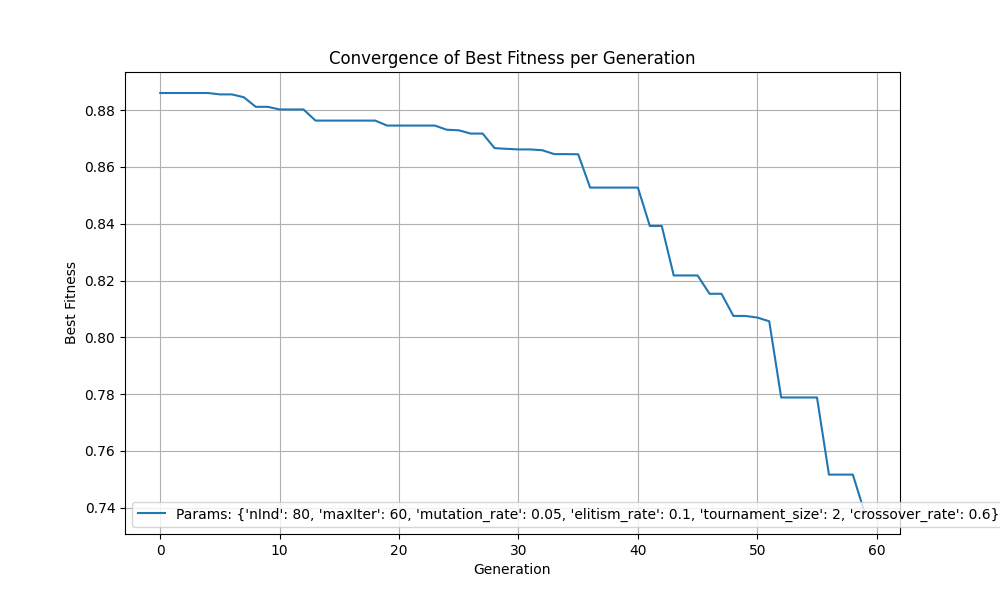 Convergence of Best Fitness per Generation
Best Fitness
0.88
0.86
0.84
0.82
0.80
0.78
0.76
0.74
Params: {'nInd': 80, 'maxIter': 60, 'mutation_rate': 0.05, 'elitism_rate': 0.1, 'tournament_size': 2, 'crossover_rate': 0.6}
0 10 20 30 40 50 60
Generation